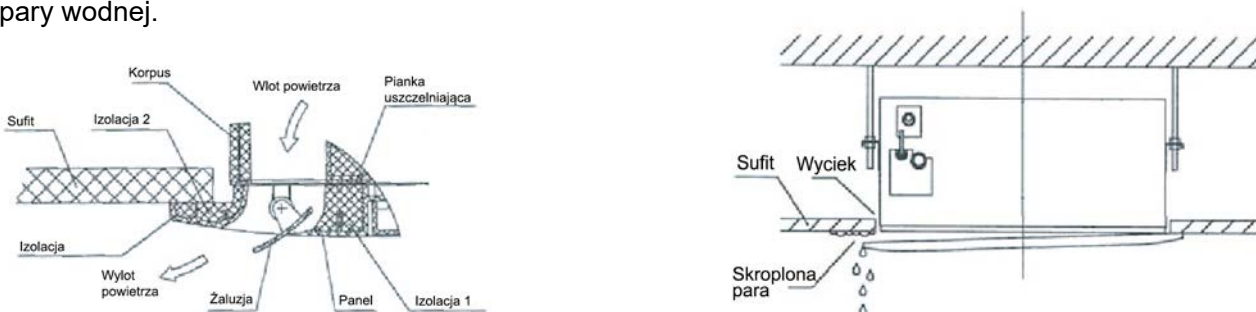 pary wodnej.
Korpus
Wlot powietrza
Pianka
uszczelniająca
Sufit
Izolacja 2
Izolacja
Wylot
powietrza
Żaluzja
Panel
Izolacja 1
Sufit
Wyciek
Skroplona
para